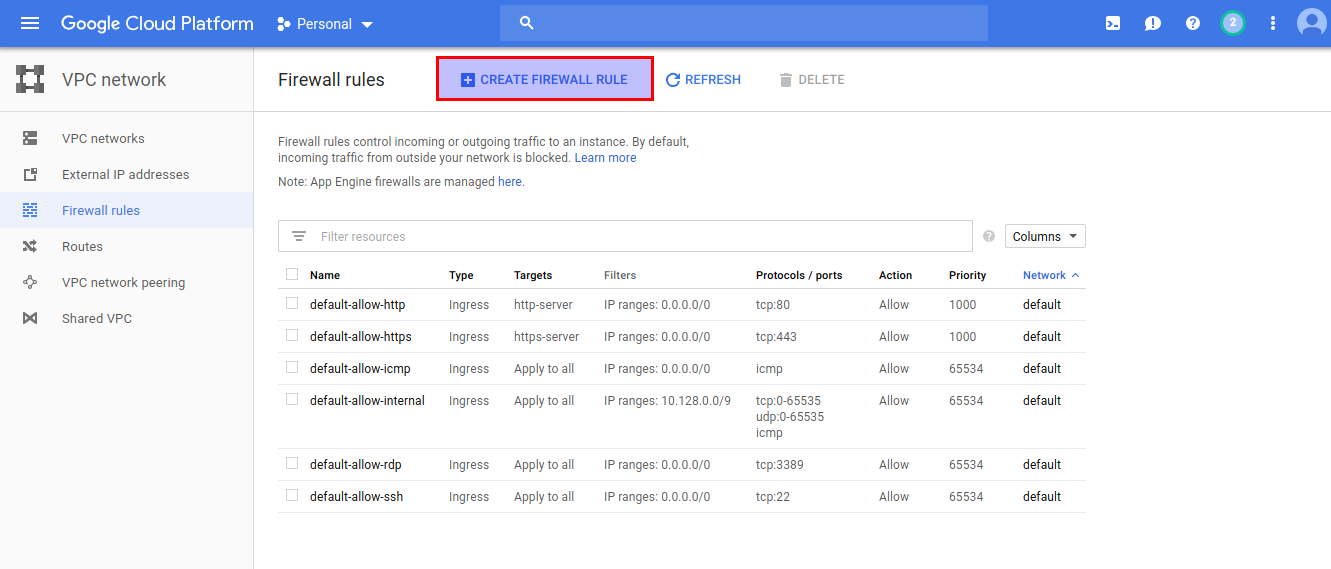 Google Cloud Platform
Personal
2
VPC network
Firewall rules
CREATE FIREWALL RULE
REFRESH
DELETE
VPC networks
External IP addresses
Firewall rules
Routes
VPC network peering
Shared VPC
Firewall rules control incoming or outgoing traffic to an instance. By default,
incoming traffic from outside your network is blocked. Learn more
Note: App Engine firewalls are managed here.
Filter resources
Columns
Name Type Targets Filters Protocols / ports Action Priority Network
default-allow-http Ingress http-server IP ranges: 0.0.0.0/0 tcp:80 Allow 1000 default
default-allow-https Ingress https-server IP ranges: 0.0.0.0/0 tcp:443 Allow 1000 default
default-allow-icmp Ingress Apply to all IP ranges: 0.0.0.0/0 icmp Allow 65534 default
default-allow-internal Ingress Apply to all IP ranges: 10.128.0.0/9 tcp:0-65535 Allow 65534 default
udp:0-65535
icmp
default-allow-rdp Ingress Apply to all IP ranges: 0.0.0.0/0 tcp:3389 Allow 65534 default
default-allow-ssh Ingress Apply to all IP ranges: 0.0.0.0/0 tcp:22 Allow 65534 default